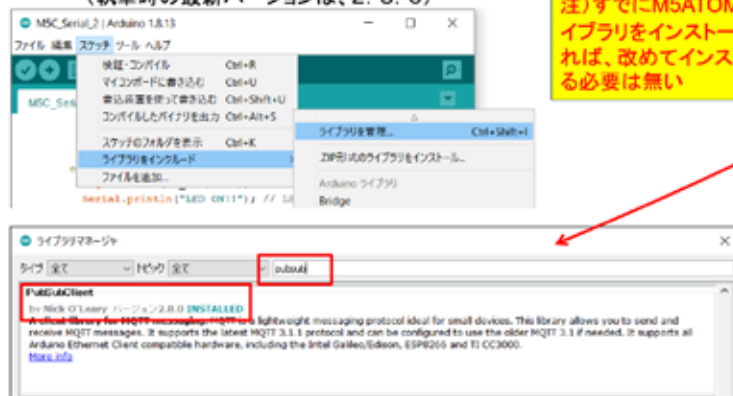 (執筆時の最新バージョンは、2.8.0)
注)すでにM5ATOM
イブラリをインストー
れば、改めてインス
る必要は無い
MSC_Serial_2 | Arduino 1.8.13
ファイル 編集 スケッチ ツール ヘルプ
検証・コンパイル Ctrl+R
マイコンボードに書き込む Ctrl+U
書込装置を使って書き込む Ctrl+Shift+U
コンパイルしたバイナリを出力 Ctrl+Alt+S
スケッチのフォルダを表示 Ctrl+K
ライブラリをインクルード
ファイルを追加...
MSC_Seri
ライブラリを管理... Ctrl+Shift+I
.ZIP形式のライブラリをインストール...
Arduino ライブラリ
Bridge
Serial.println("LED ON!!"); //
ライブラリマネージャ
タイプ 全て トピック 全て pubsub
PubSubClient
by Nick O'Leary バージョン2.8.0 INSTALLED
A client library for MQTT messaging. MQTT is a lightweight messaging protocol ideal for small devices. This library allows you to send and
receive MQTT messages. It supports the latest MQTT 3.1.1 protocol and can be configured to use the older MQTT 3.1 if needed. It supports all
Arduino Ethernet Client compatible hardware, including the Intel Galileo/Edison, ESP8266 and TI CC3000.
More info